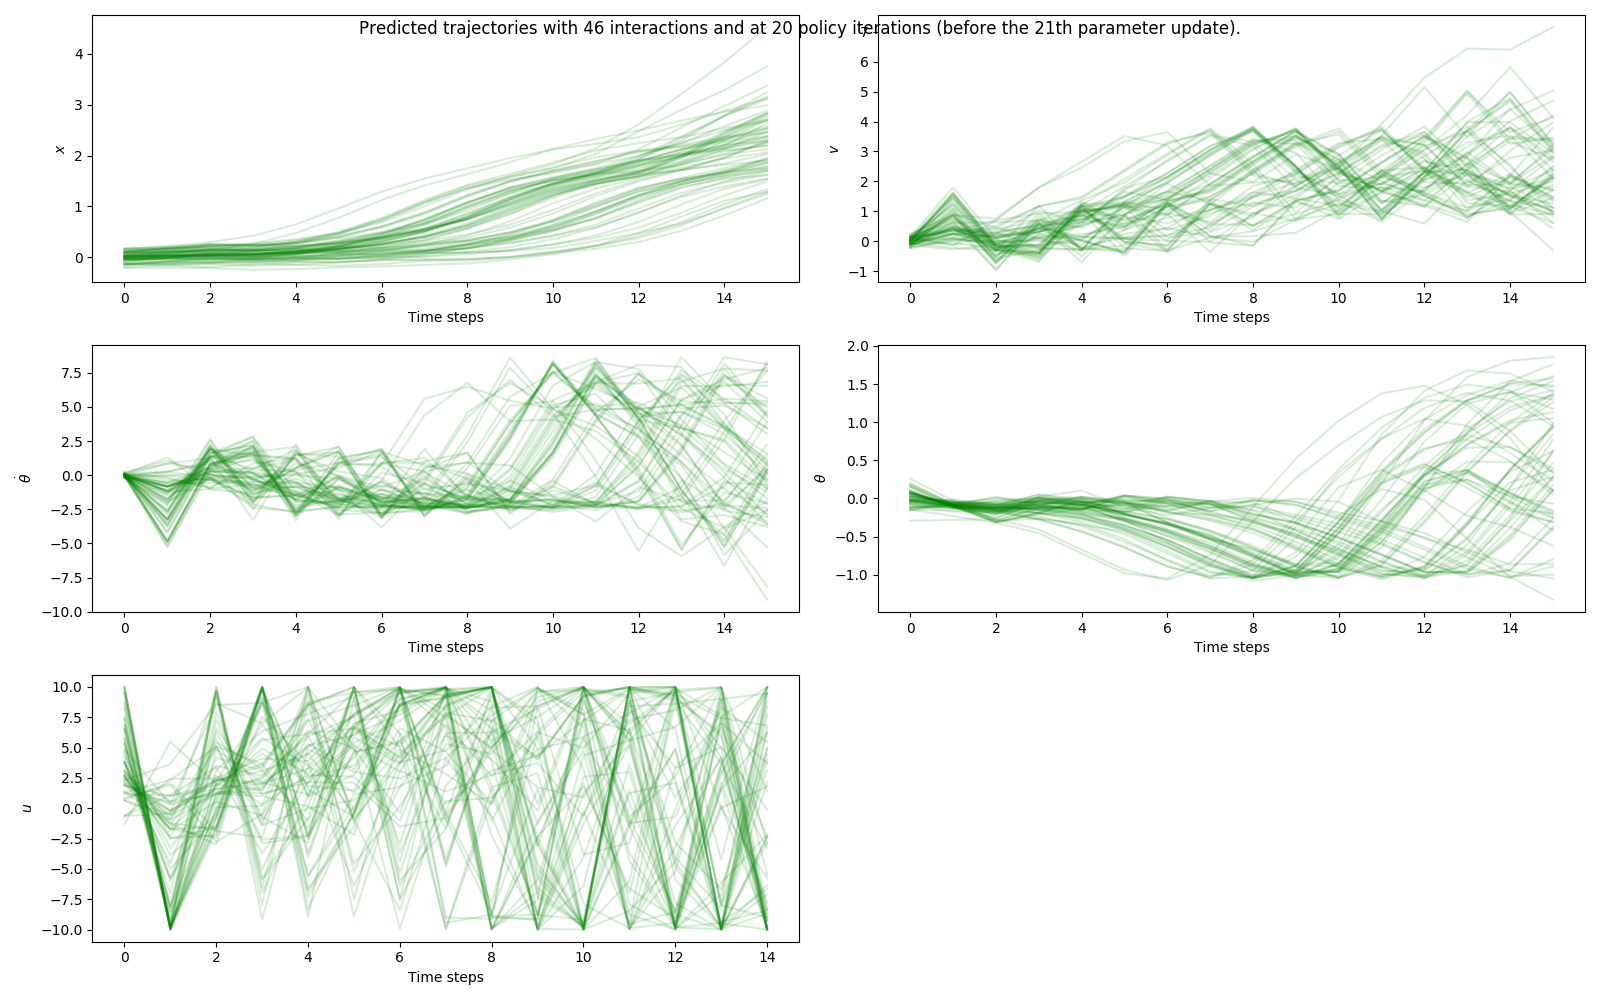 Predicted trajectories with 46 interactions and at 20 policy iterations (before the 21th parameter update).
4
3
2
1
0
x
0 2 4 6 8 10 12 14
Time steps
7
6
5
4
3
2
1
0
−1
v
0 2 4 6 8 10 12 14
Time steps
7.5
5.0
2.5
0.0
−2.5
−5.0
−7.5
−10.0
θ̇
0 2 4 6 8 10 12 14
Time steps
2.0
1.5
1.0
0.5
0.0
−0.5
−1.0
θ
0 2 4 6 8 10 12 14
Time steps
10.0
7.5
5.0
2.5
0.0
−2.5
−5.0
−7.5
−10.0
u
0 2 4 6 8 10 12 14
Time steps